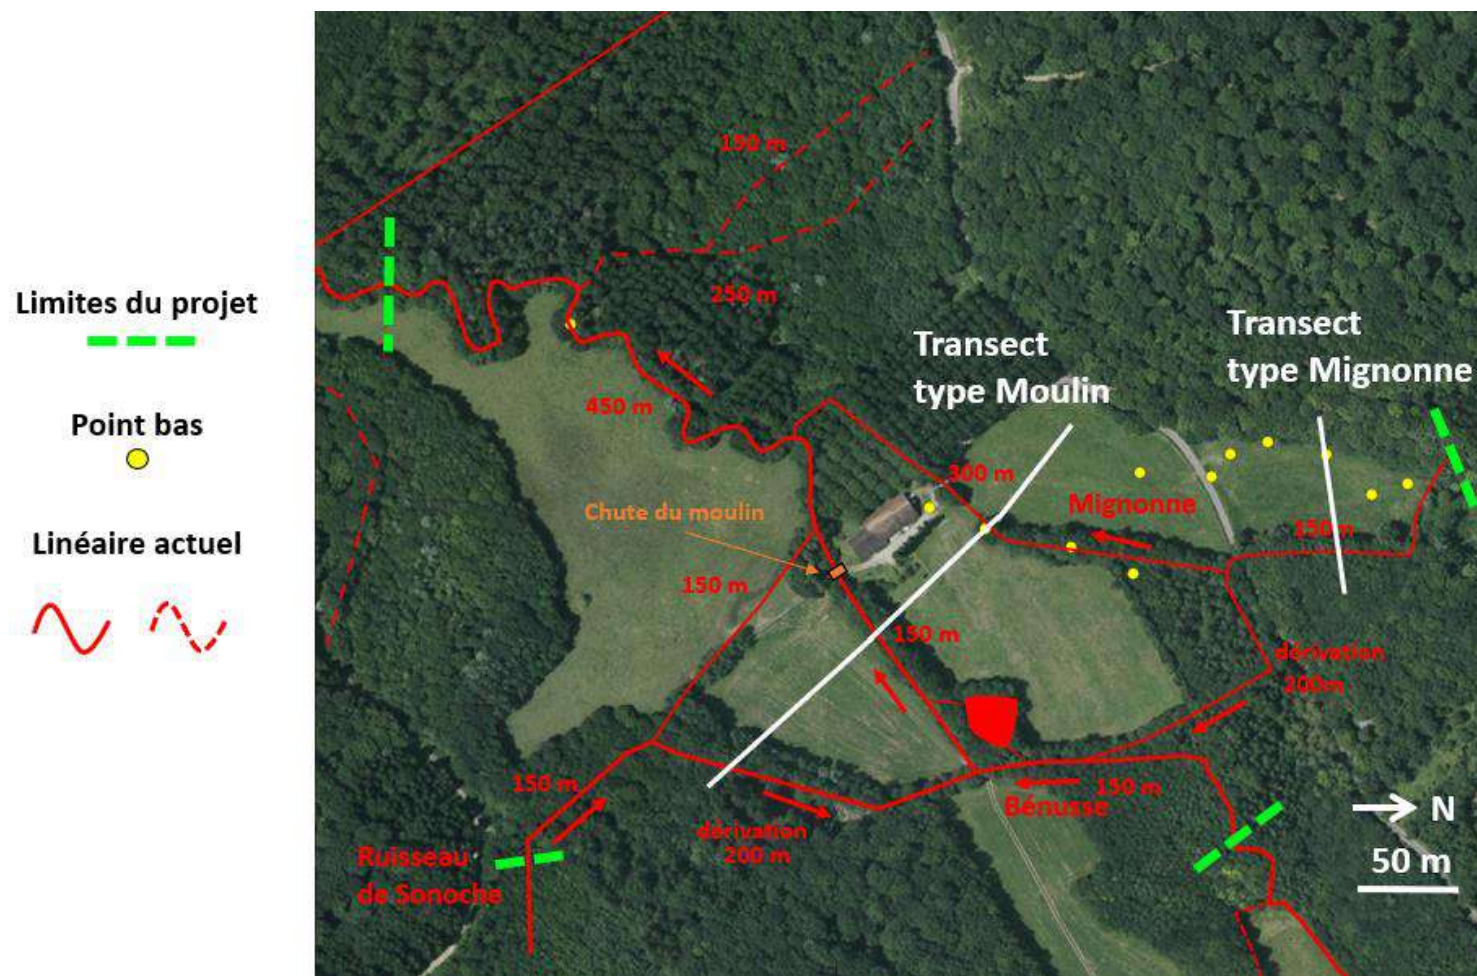 Limites du projet
Point bas
Linéaire actuel
190 m
250 m
Transect
type Moulin
Transect
type Mignonne
450 m
300 m
Mignonne
Chute du moulin
150 m
150 m
150 m
dérivation
200m
150 m
150 m
Bénusse
dérivation
200 m
Ruisseau
de Sonoche
N
50 m